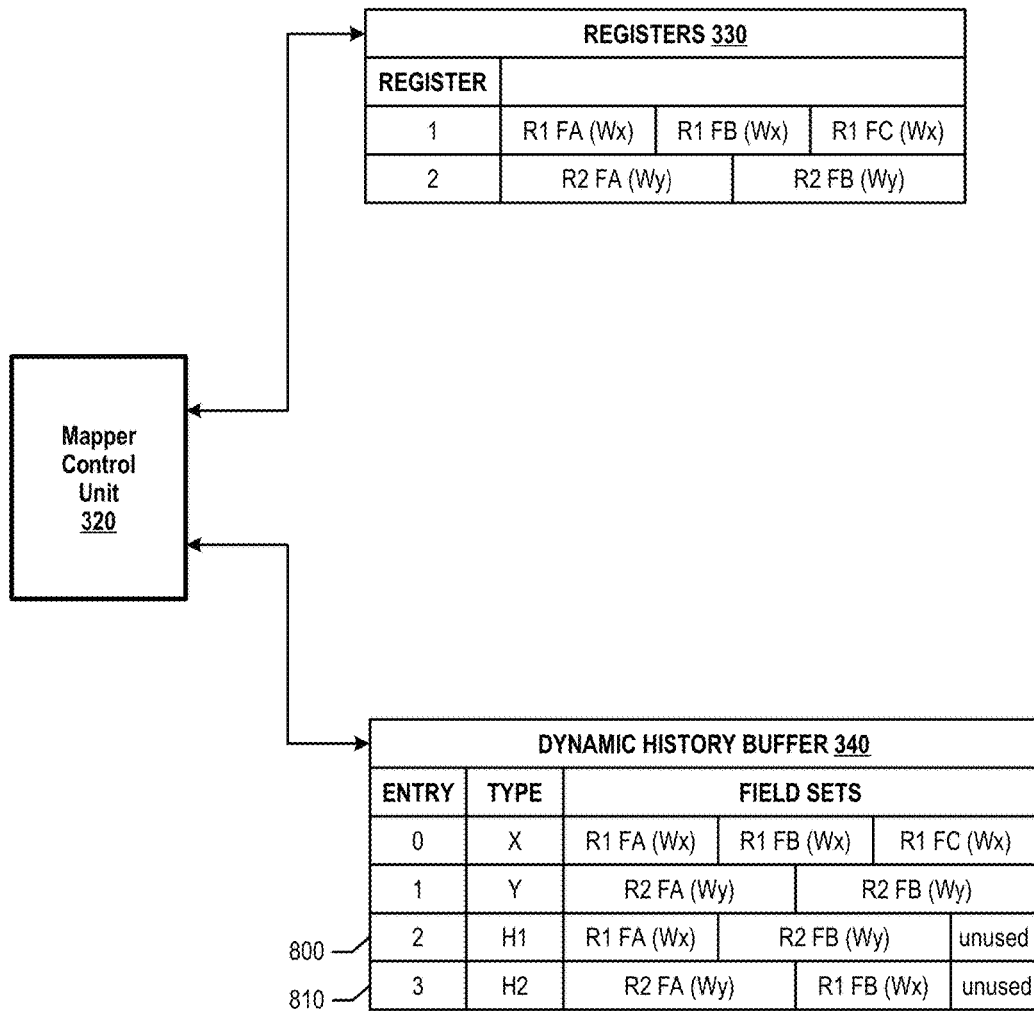 REGISTERS 330
REGISTER
1 R1 FA (Wx) R1 FB (Wx) R1 FC (Wx)
2 R2 FA (Wy) R2 FB (Wy)
Mapper
Control
Unit
320
DYNAMIC HISTORY BUFFER 340
ENTRY TYPE FIELD SETS
0 X R1 FA (Wx) R1 FB (Wx) R1 FC (Wx)
1 Y R2 FA (Wy) R2 FB (Wy)
800 2 H1 R1 FA (Wx) R2 FB (Wy) unused
810 3 H2 R2 FA (Wy) R1 FB (Wx) unused